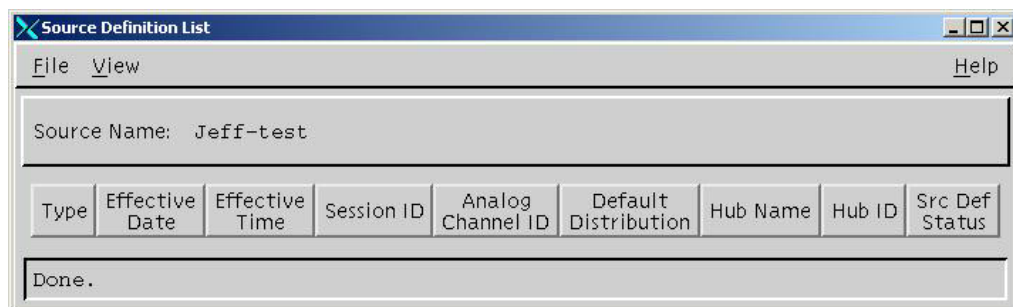 Source Definition List
File View Help
Source Name: Jeff-test
Type Effective Date Effective Time Session ID Analog Channel ID Default Distribution Hub Name Hub ID Src Def Status
Done.